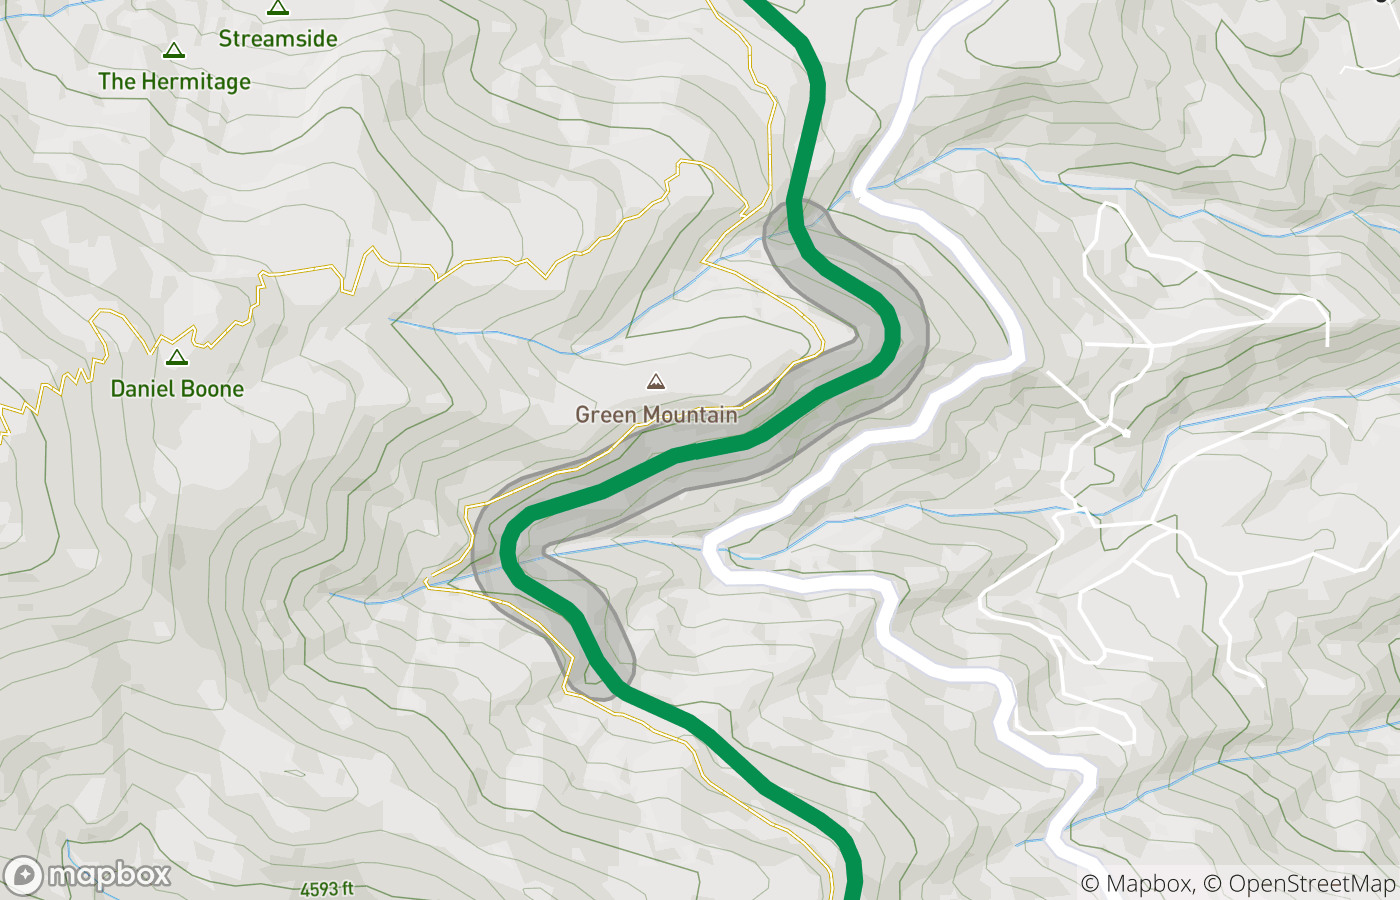 Streamside
The Hermitage
Daniel Boone
Green Mountain
4593 ft
mapbox
© Mapbox, © OpenStreetMap